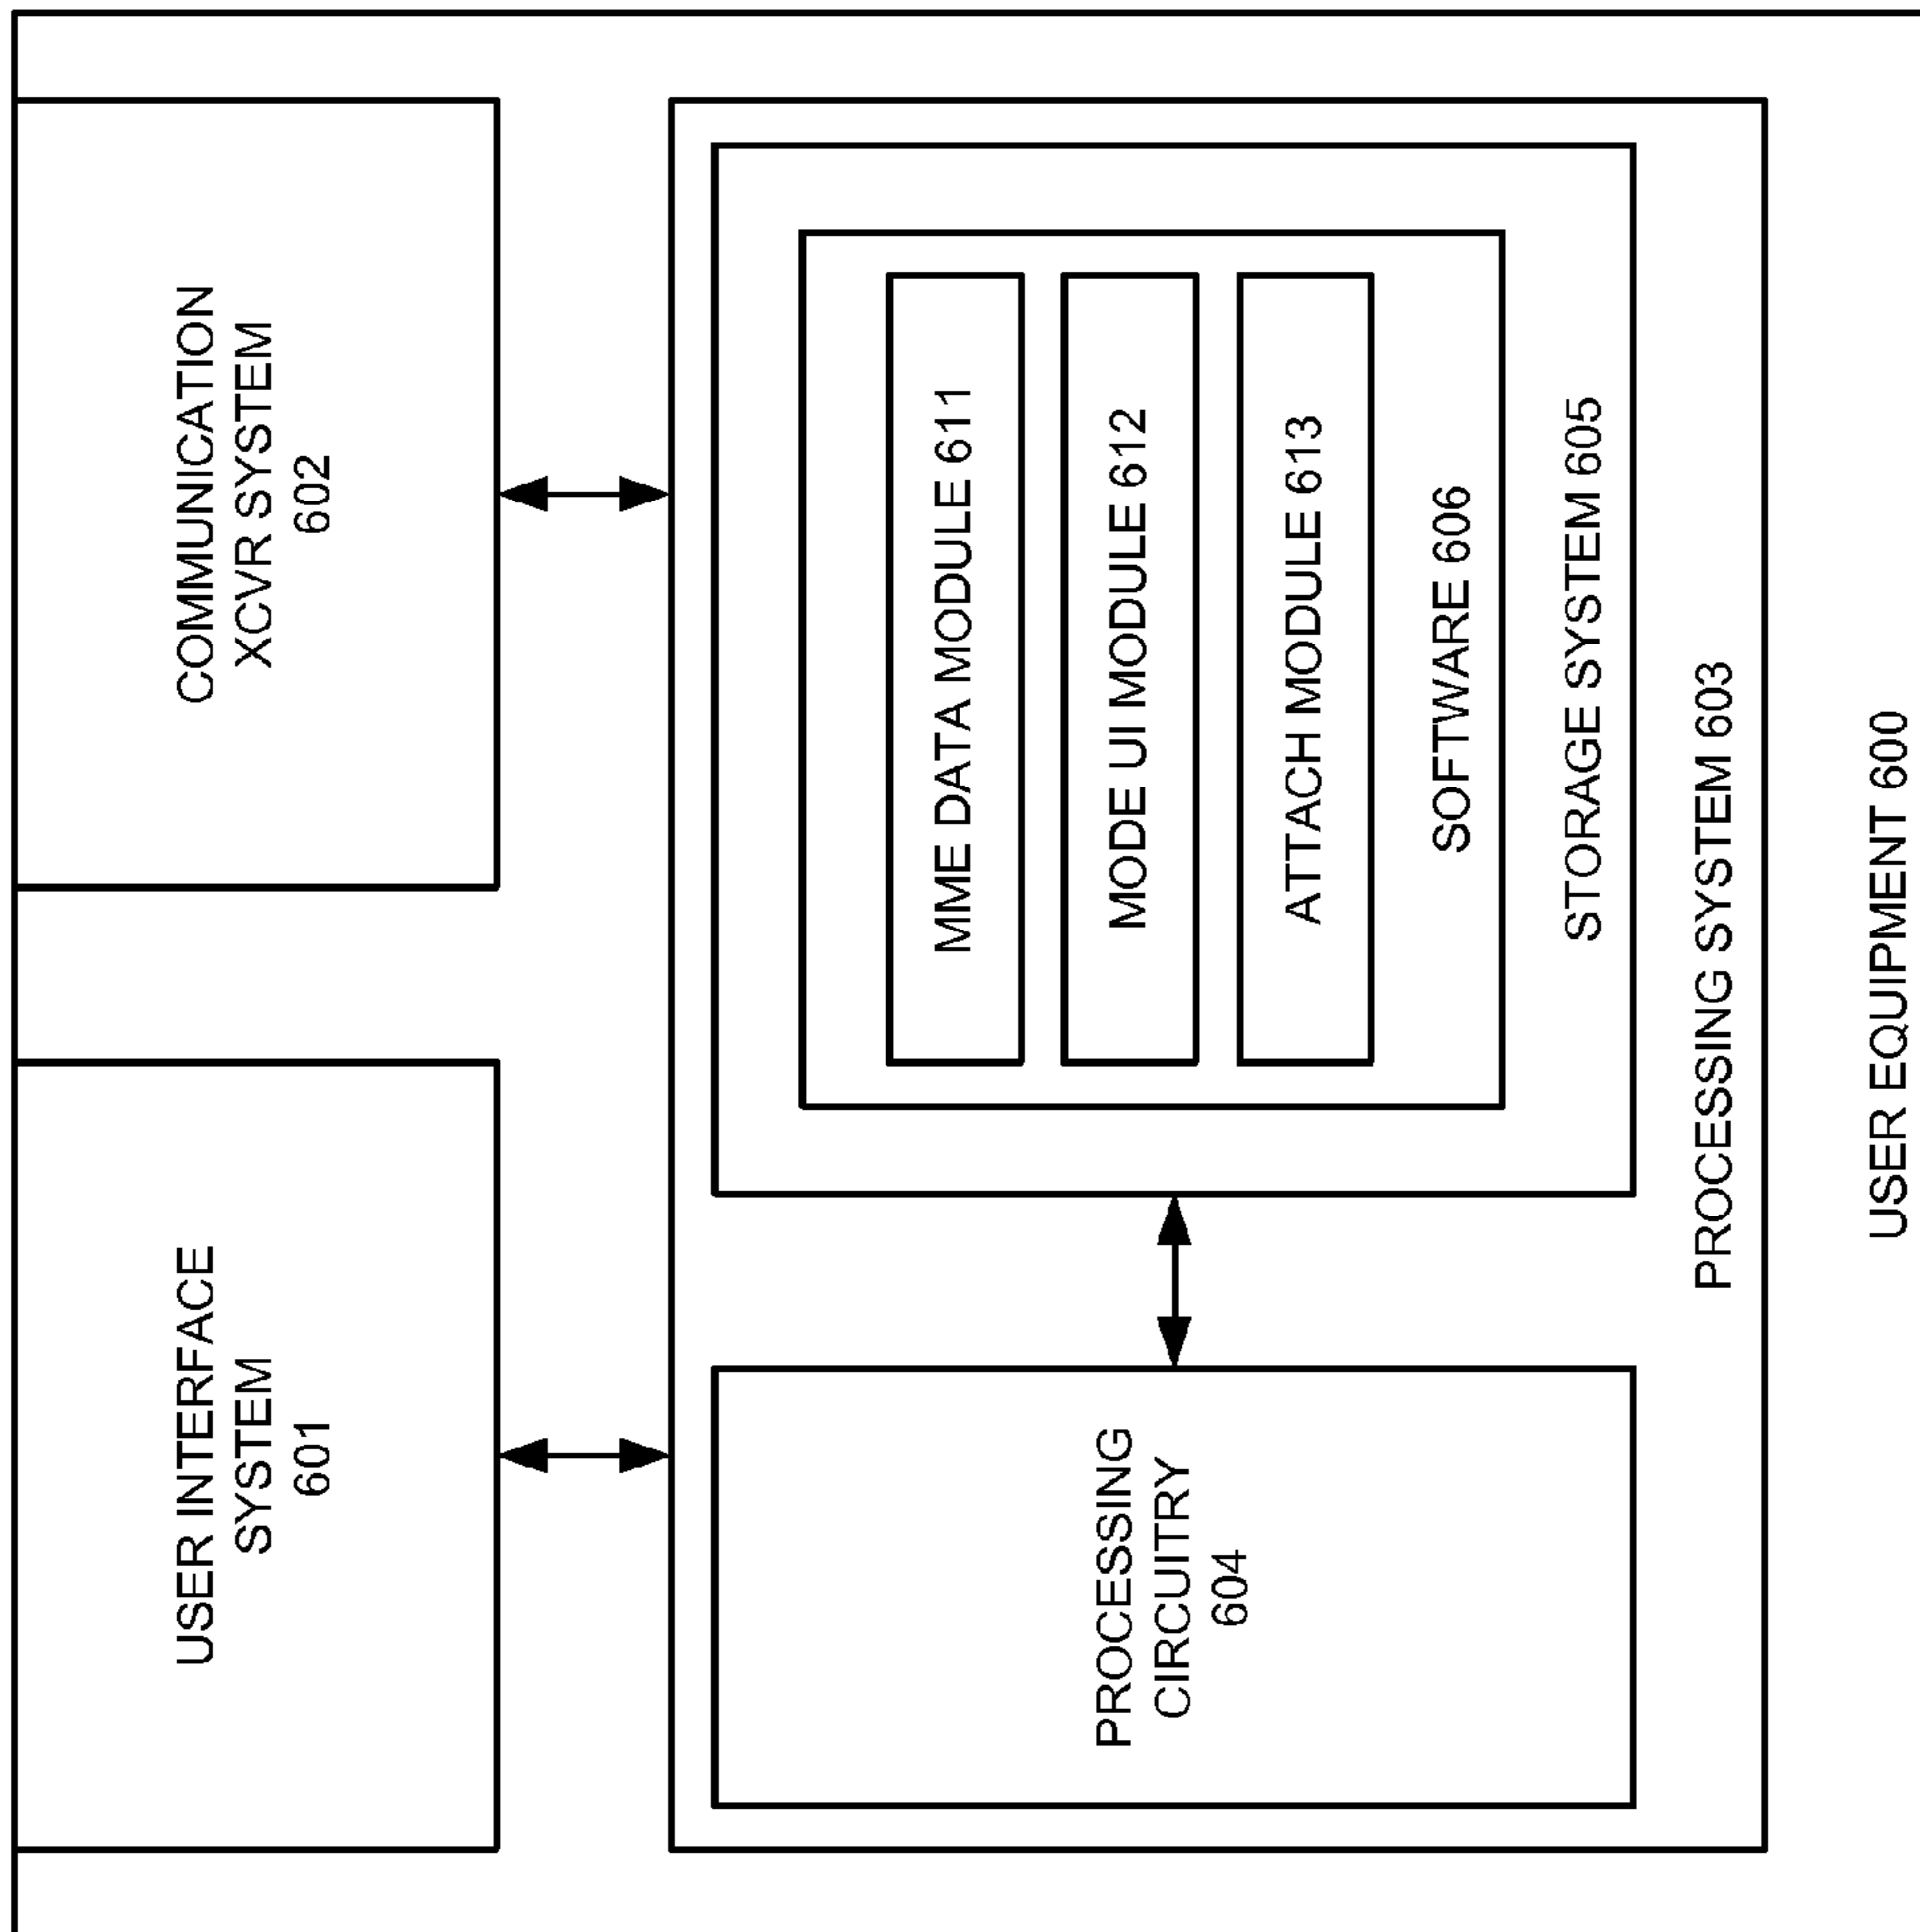 USER INTERFACE
SYSTEM
601
COMMUNICATION
XCVR SYSTEM
602
PROCESSING
CIRCUITRY
604
MME DATA MODULE 611
MODE UI MODULE 612
ATTACH MODULE 613
SOFTWARE 606
STORAGE SYSTEM 605
PROCESSING SYSTEM 603
USER EQUIPMENT 600